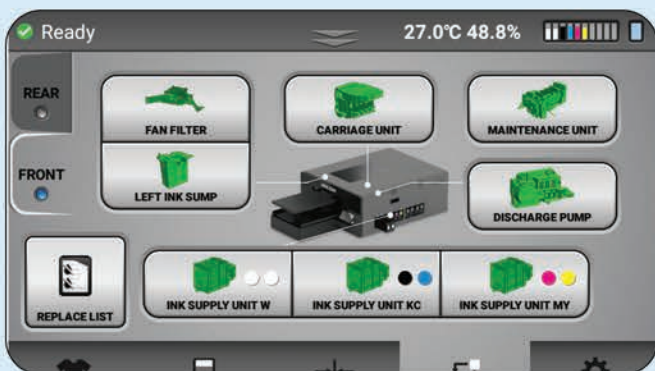 Ready
27.0°C 48.8%
REAR
FRONT
FAN FILTER
CARRIAGE UNIT
MAINTENANCE UNIT
LEFT INK SUMP
DISCHARGE PUMP
REPLACE LIST
INK SUPPLY UNIT W
INK SUPPLY UNIT KC
INK SUPPLY UNIT MY